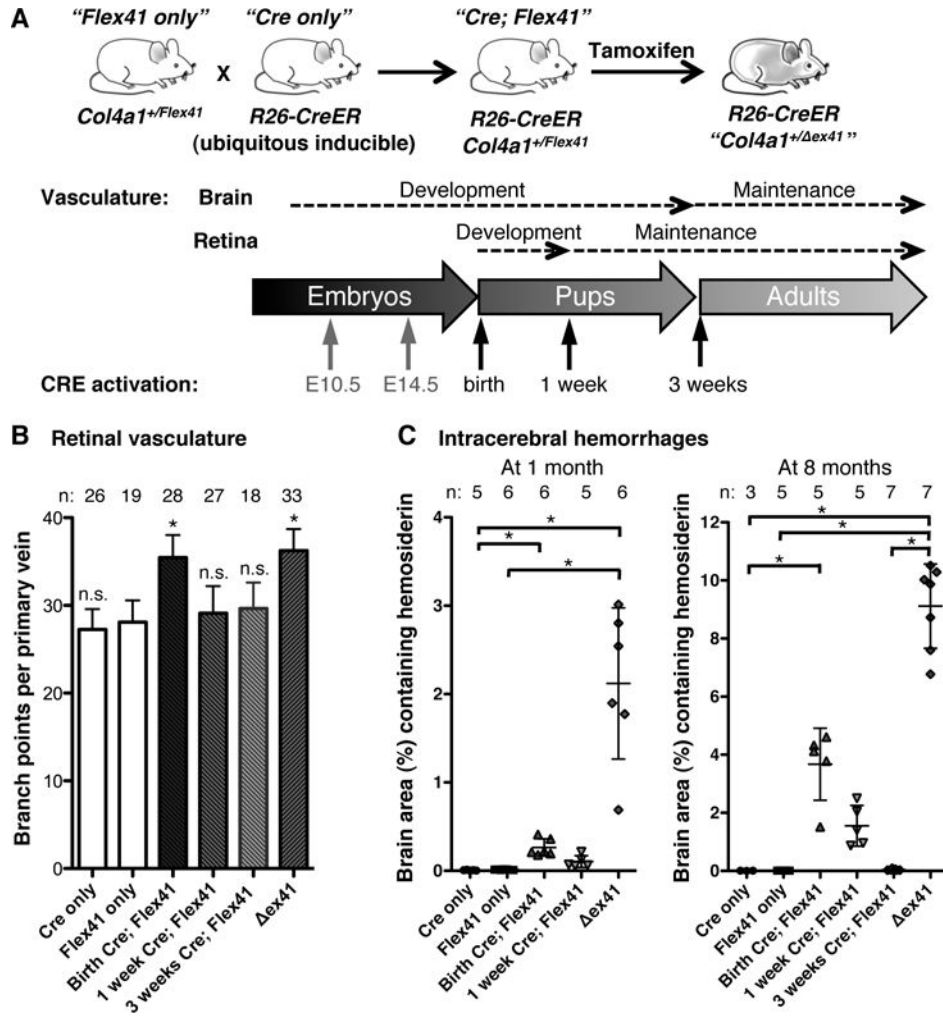 A
"Flex41 only" "Cre only" "Cre; Flex41"
X
Tamoxifen
Col4a1+/Flex41
R26-CreER
(ubiquitous inducible)
R26-CreER
Col4a1+/Flex41
R26-CreER
"Col4a1+/Δex41"
Vasculature: Brain
Development
Maintenance
Retina
Development
Maintenance
Embryos Pups Adults
CRE activation: E10.5 E14.5 birth 1 week 3 weeks
B Retinal vasculature
n: 26 19 28 27 18 33
Branch points per primary vein
40
30
20
10
0
n.s.
*
n.s.
n.s.
*
Cre only
Flex41 only
Birth Cre; Flex41
1 week Cre; Flex41
3 weeks Cre; Flex41
Δex41
C Intracerebral hemorrhages
At 1 month
n: 5 6 6 5 6
Brain area (%) containing hemosiderin
4
3
2
1
0
*
*
*
Cre only
Flex41 only
Birth Cre; Flex41
1 week Cre; Flex41
Δex41
At 8 months
n: 3 5 5 5 7 7
Brain area (%) containing hemosiderin
12
10
8
6
4
2
0
*
*
*
*
Cre only
Flex41 only
Birth Cre; Flex41
1 week Cre; Flex41
3 weeks Cre; Flex41
Δex41